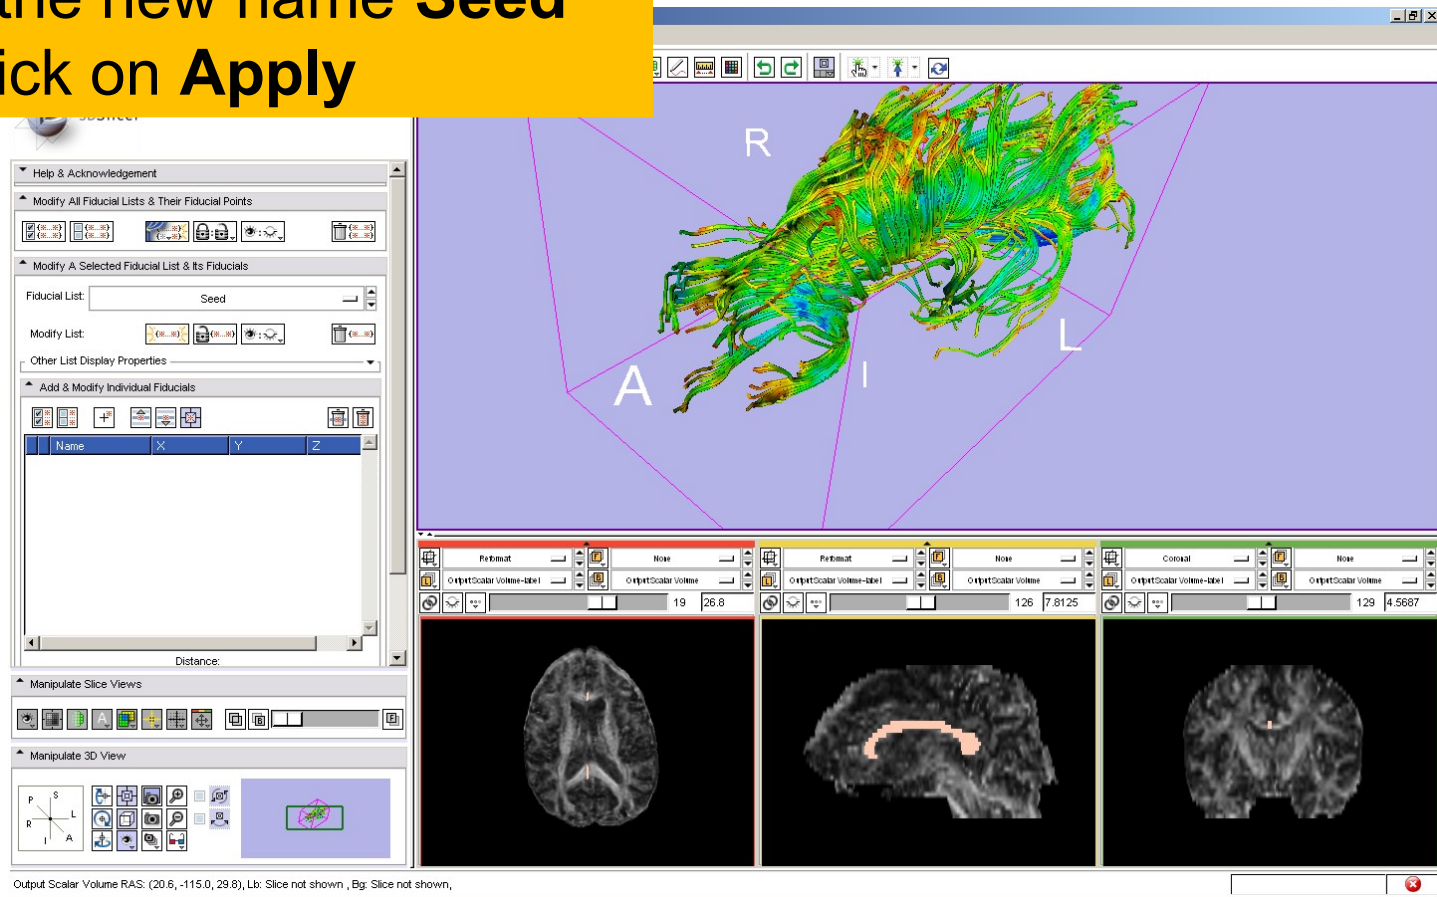 the new name Seed
ick on Apply
Help & Acknowledgement
Modify All Fiducial Lists & Their Fiducial Points
Modify A Selected Fiducial List & Its Fiducials
Fiducial List: Seed
Modify List:
Other List Display Properties
Add & Modify Individual Fiducials
Name X Y Z
Distance:
Manipulate Slice Views
Manipulate 3D View
P S L R I A
R
L
A
I
Reformat None
OutputScalar Volume-label OutputScalar Volume
19 26.8
Reformat None
OutputScalar Volume-label OutputScalar Volume
126 7.8125
Coronal None
OutputScalar Volume-label OutputScalar Volume
129 4.5687
Output Scalar Volume RAS: (20.6, -115.0, 29.8), Lb: Slice not shown , Bg: Slice not shown,